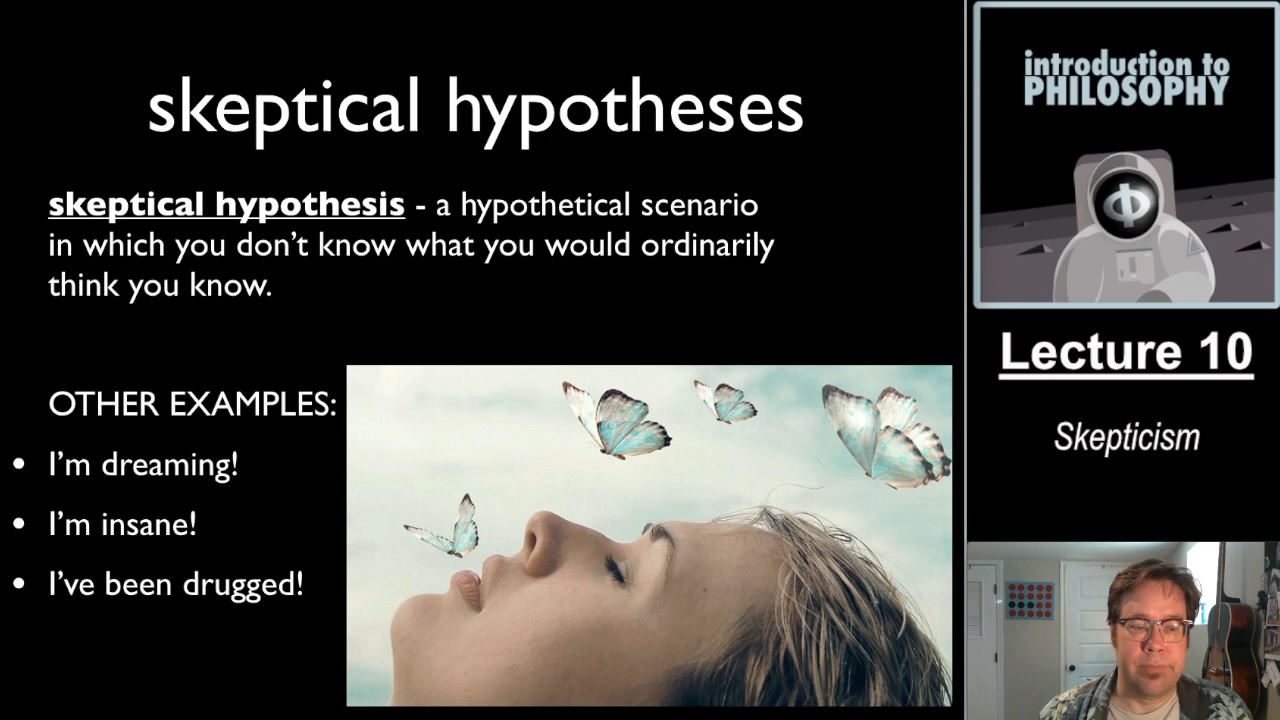 skeptical hypotheses
skeptical hypothesis - a hypothetical scenario
in which you don’t know what you would ordinarily
think you know.
OTHER EXAMPLES:
• I’m dreaming!
• I’m insane!
• I’ve been drugged!
introduction to
PHILOSOPHY
Φ
Lecture 10
Skepticism